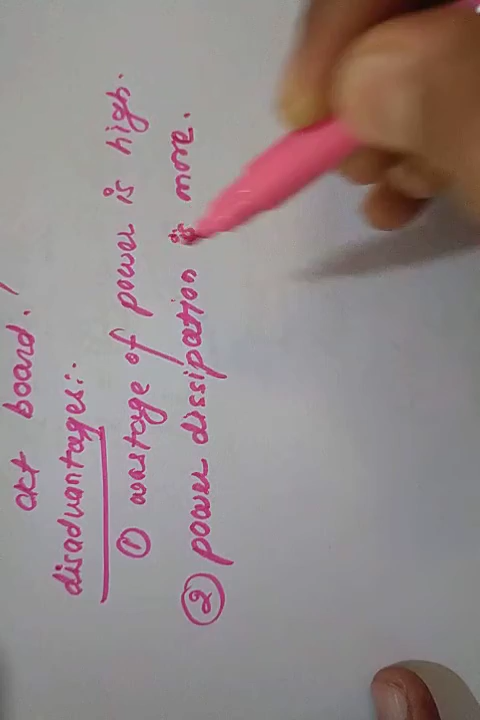 ckt board.
disadvantages:-
① wastage of power is high.
② power dissipation is more.